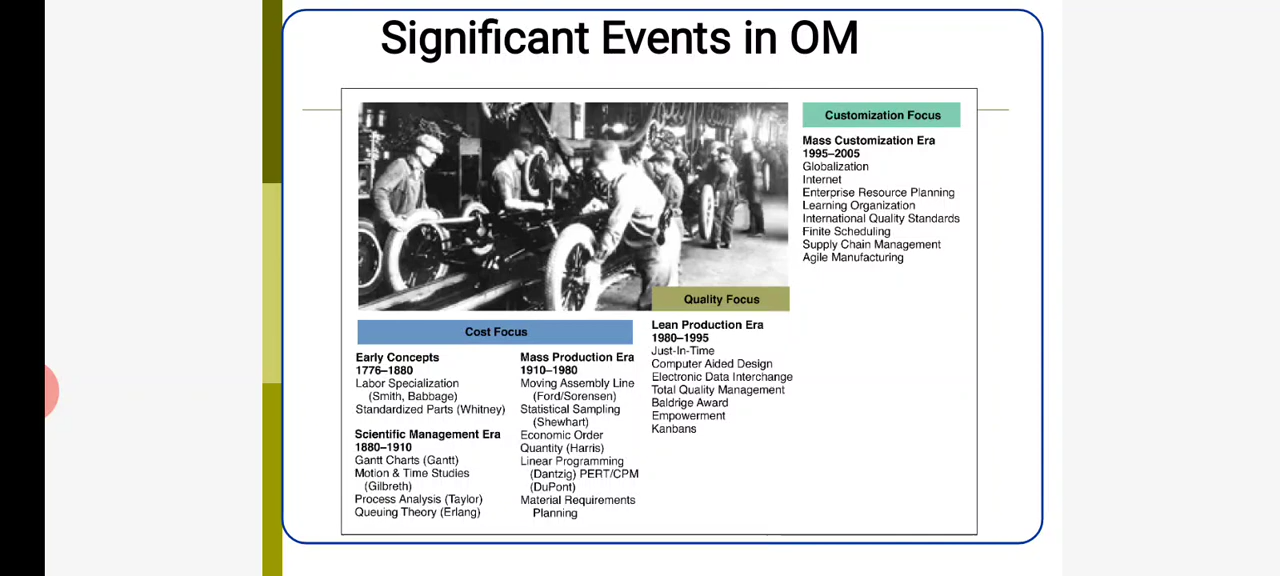 Significant Events in OM
Customization Focus
Mass Customization Era
1995–2005
Globalization
Internet
Enterprise Resource Planning
Learning Organization
International Quality Standards
Finite Scheduling
Supply Chain Management
Agile Manufacturing
Quality Focus
Lean Production Era
1980–1995
Just-In-Time
Computer Aided Design
Electronic Data Interchange
Total Quality Management
Baldrige Award
Empowerment
Kanbans
Cost Focus
Early Concepts
1776–1880
Labor Specialization
(Smith, Babbage)
Standardized Parts (Whitney)
Scientific Management Era
1880–1910
Gantt Charts (Gantt)
Motion & Time Studies
(Gilbreth)
Process Analysis (Taylor)
Queuing Theory (Erlang)
Mass Production Era
1910–1980
Moving Assembly Line
(Ford/Sorensen)
Statistical Sampling
(Shewhart)
Economic Order
Quantity (Harris)
Linear Programming
(Dantzig) PERT/CPM
(DuPont)
Material Requirements
Planning